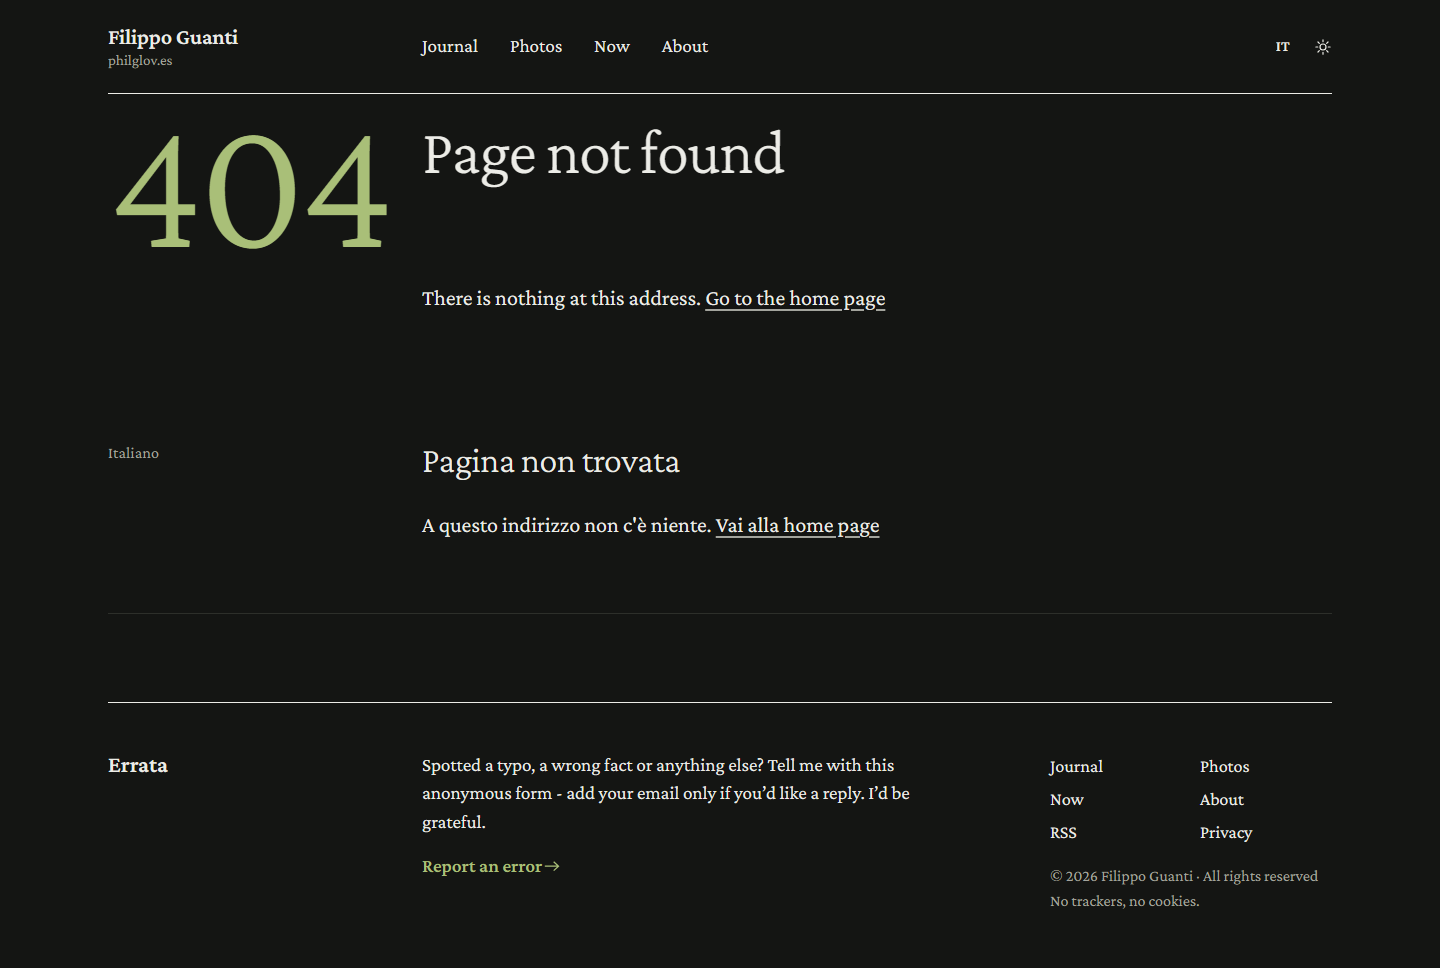 Filippo Guanti
philglov.es
Journal
Photos
Now
About
IT
404
Page not found
There is nothing at this address. Go to the home page
Italiano
Pagina non trovata
A questo indirizzo non c'è niente. Vai alla home page
Errata
Spotted a typo, a wrong fact or anything else? Tell me with this
anonymous form - add your email only if you’d like a reply. I’d be
grateful.
Report an error→
Journal
Photos
Now
About
RSS
Privacy
© 2026 Filippo Guanti · All rights reserved
No trackers, no cookies.